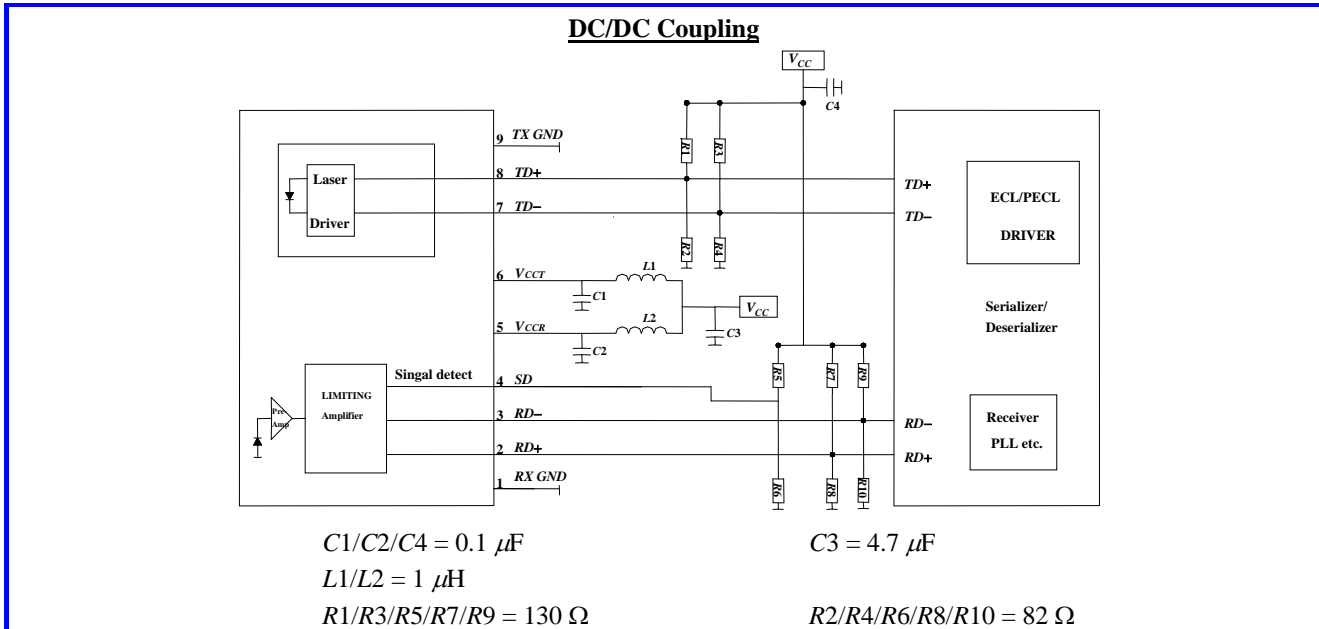 DC/DC Coupling
VCC
C4
9 TX GND
R1
R3
Laser
Driver
8 TD+
TD+
7 TD−
TD−
ECL/PECL
DRIVER
R2
R4
6 VCCT
L1
C1
VCC
5 VCCR
L2
C2
C3
Serializer/
Deserializer
Singal detect
4 SD
R5
R7
R9
LIMITING
Amplifier
Pre-
Amp
3 RD−
RD−
2 RD+
RD+
Receiver
PLL etc.
1 RX GND
R6
R8
R10
C1/C2/C4 = 0.1 μF
C3 = 4.7 μF
L1/L2 = 1 μH
R1/R3/R5/R7/R9 = 130 Ω
R2/R4/R6/R8/R10 = 82 Ω